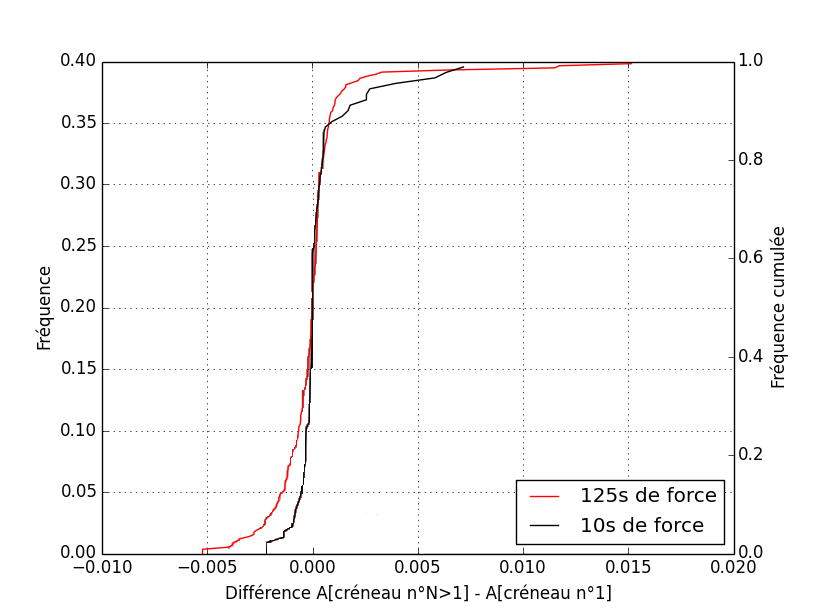 0.40
0.35
0.30
0.25
0.20
0.15
0.10
0.05
0.00
Fréquence
1.0
0.8
0.6
0.4
0.2
0.0
Fréquence cumulée
125s de force
10s de force
−0.010 −0.005 0.000 0.005 0.010 0.015 0.020
Différence A[créneau n°N>1] - A[créneau n°1]